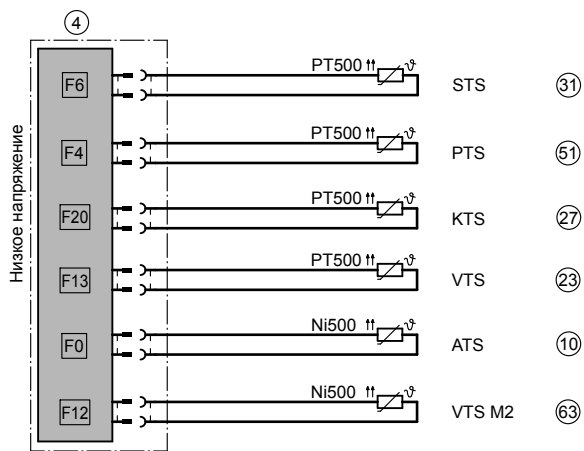 4
Низкое напряжение
F6 PT500 ϑ STS 31
F4 PT500 ϑ PTS 51
F20 PT500 ϑ KTS 27
F13 PT500 ϑ VTS 23
F0 Ni500 ϑ ATS 10
F12 Ni500 ϑ VTS M2 63